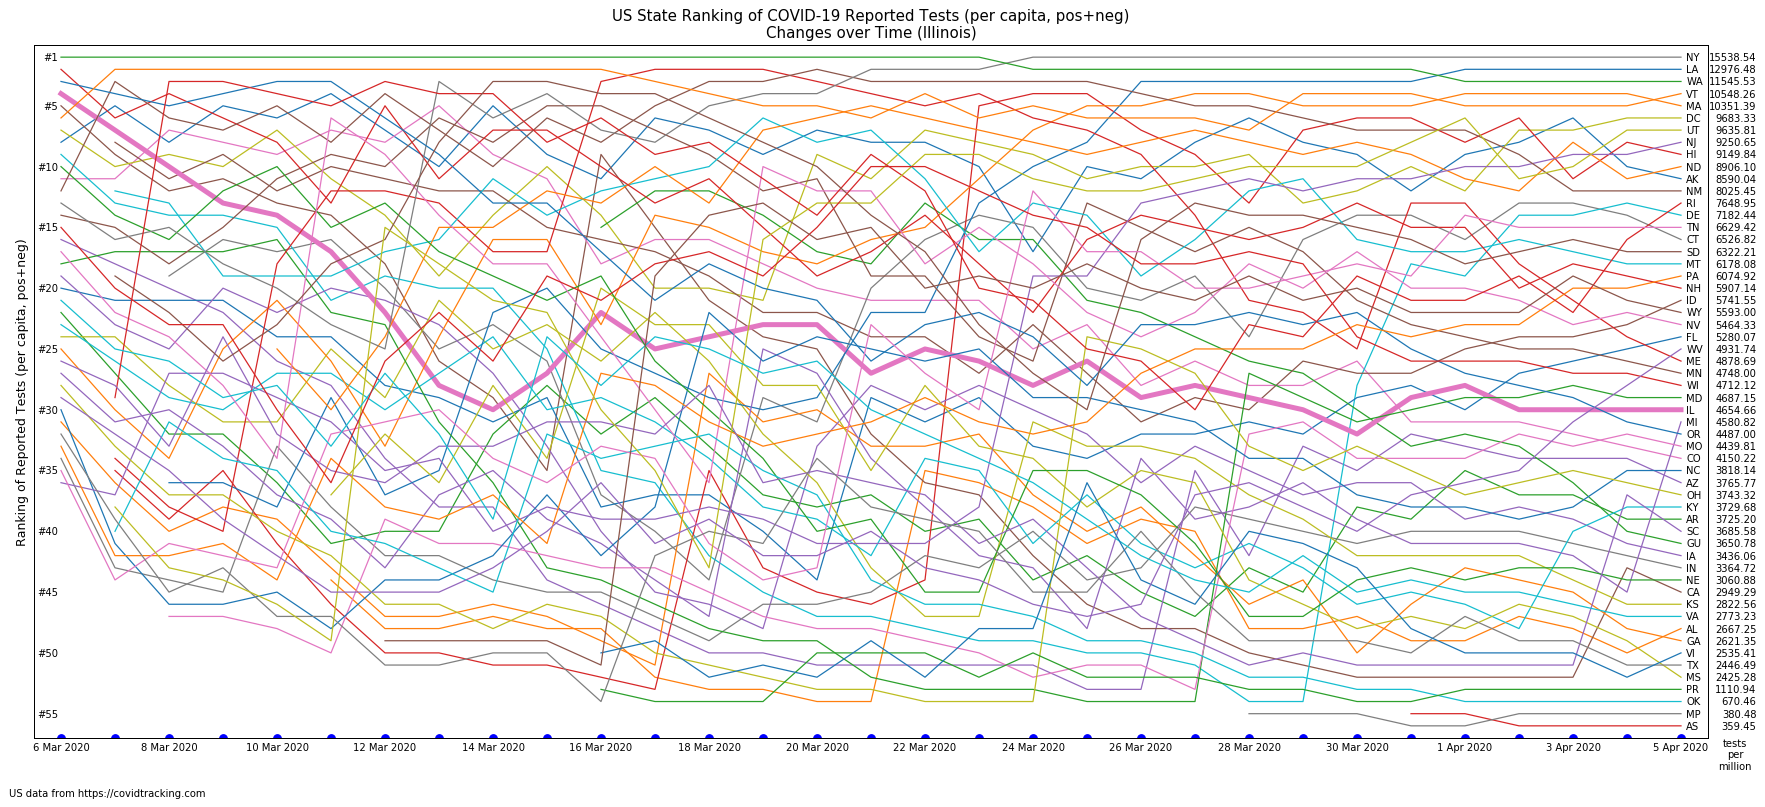 US State Ranking of COVID-19 Reported Tests (per capita, pos+neg)
Changes over Time (Illinois)
Ranking of Reported Tests (per capita, pos+neg)
#1
#5
#10
#15
#20
#25
#30
#35
#40
#45
#50
#55
NY 15538.54
LA 12976.48
WA 11545.53
VT 10548.26
MA 10351.39
DC 9683.33
UT 9635.81
NJ 9250.65
HI 9149.84
ND 8906.10
AK 8590.04
NM 8025.45
RI 7648.95
DE 7182.44
TN 6629.42
CT 6526.82
SD 6322.21
MT 6178.08
PA 6074.92
NH 5907.14
ID 5741.55
WY 5593.00
NV 5464.33
FL 5280.07
WV 4931.74
ME 4878.69
MN 4748.00
WI 4712.12
MD 4687.15
IL 4654.66
MI 4580.82
OR 4487.00
MO 4439.81
CO 4150.22
NC 3818.14
AZ 3765.77
OH 3743.32
KY 3729.68
AR 3725.20
SC 3685.58
GU 3650.78
IA 3436.06
IN 3364.72
NE 3060.88
CA 2949.29
KS 2822.56
VA 2773.23
AL 2667.25
GA 2621.35
VI 2535.41
TX 2446.49
MS 2425.28
PR 1110.94
OK 670.46
MP 380.48
AS 359.45
6 Mar 2020 8 Mar 2020 10 Mar 2020 12 Mar 2020 14 Mar 2020 16 Mar 2020 18 Mar 2020 20 Mar 2020 22 Mar 2020 24 Mar 2020 26 Mar 2020 28 Mar 2020 30 Mar 2020 1 Apr 2020 3 Apr 2020 5 Apr 2020
tests
per
million
US data from https://covidtracking.com